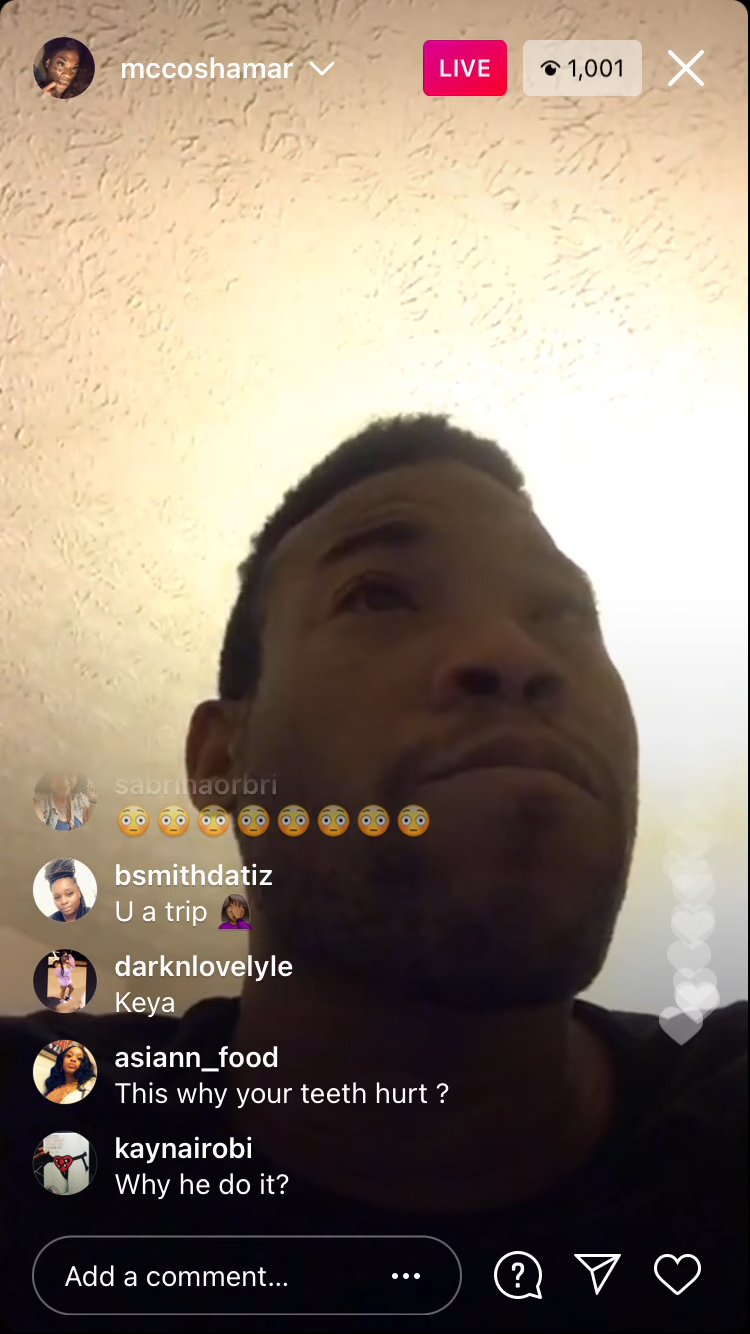 mccoshamar
LIVE
1,001
sabrinaorbri
😳😳😳😳😳😳😳😳
bsmithdatiz
U a trip 🤦🏾‍♀️
darknlovelyle
Keya
asiann_food
This why your teeth hurt ?
kaynairobi
Why he do it?
Add a comment...